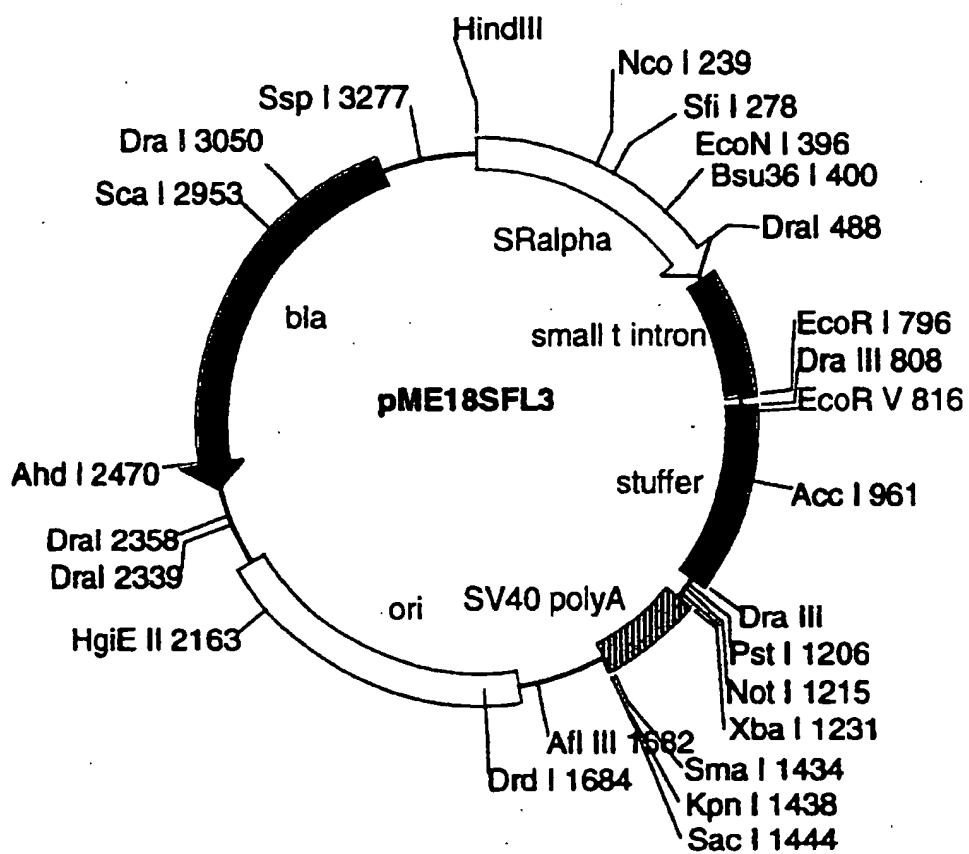 HindIII
Nco I 239
Ssp I 3277
Sfi I 278
Dra I 3050
EcoN I 396
Sca I 2953
Bsu36 I 400
DraI 488
SRalpha
bla
small t intron
EcoR I 796
Dra III 808
pME18SFL3
EcoR V 816
Ahd I 2470
stuffer
Acc I 961
DraI 2358
DraI 2339
ori
SV40 polyA
HgiE II 2163
Dra III
Pst I 1206
Not I 1215
Xba I 1231
Afl III 1682
Drd I 1684
Sma I 1434
Kpn I 1438
Sac I 1444